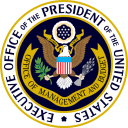 EXECUTIVE OFFICE OF THE PRESIDENT OF THE UNITED STATES
OFFICE OF MANAGEMENT AND BUDGET